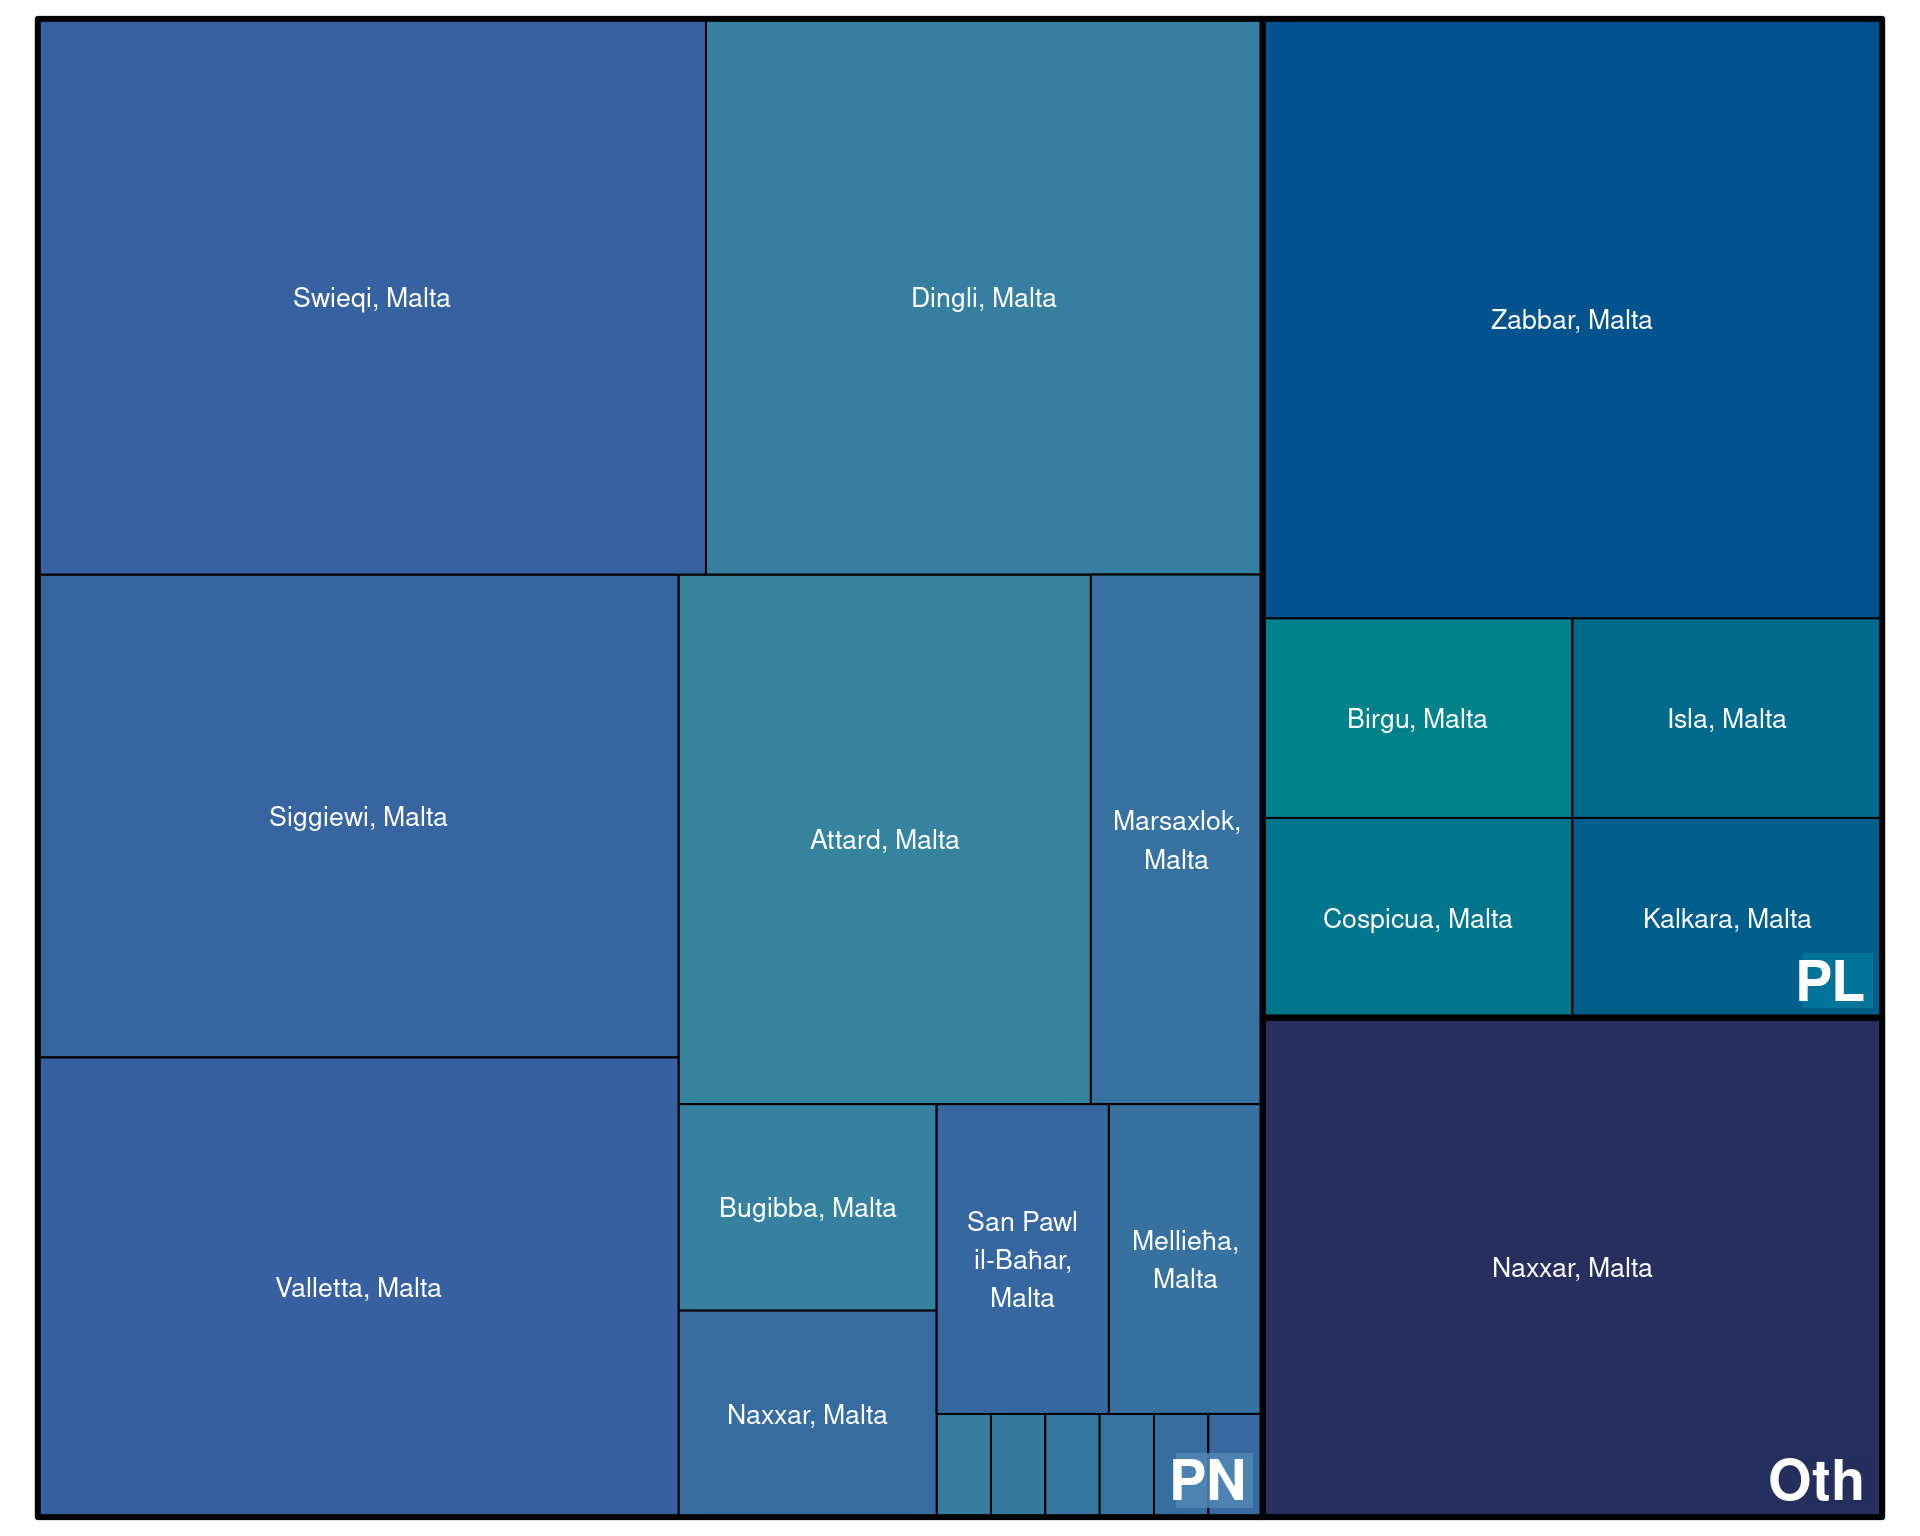 Swieqi, Malta
Dingli, Malta
Zabbar, Malta
Birgu, Malta
Isla, Malta
Siggiewi, Malta
Attard, Malta
Marsaxlok,
Malta
Cospicua, Malta
Kalkara, Malta
PL
Bugibba, Malta
San Pawl
il-Baħar,
Malta
Mellieħa,
Malta
Valletta, Malta
Naxxar, Malta
Naxxar, Malta
PN
Oth